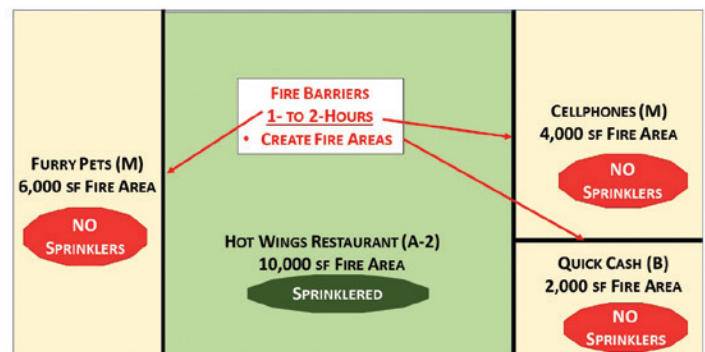 FIRE BARRIERS
1- TO 2-HOURS
• CREATE FIRE AREAS
FURRY PETS (M)
6,000 SF FIRE AREA
NO
SPRINKLERS
HOT WINGS RESTAURANT (A-2)
10,000 SF FIRE AREA
SPRINKLERED
CELLPHONES (M)
4,000 SF FIRE AREA
NO
SPRINKLERS
QUICK CASH (B)
2,000 SF FIRE AREA
NO
SPRINKLERS